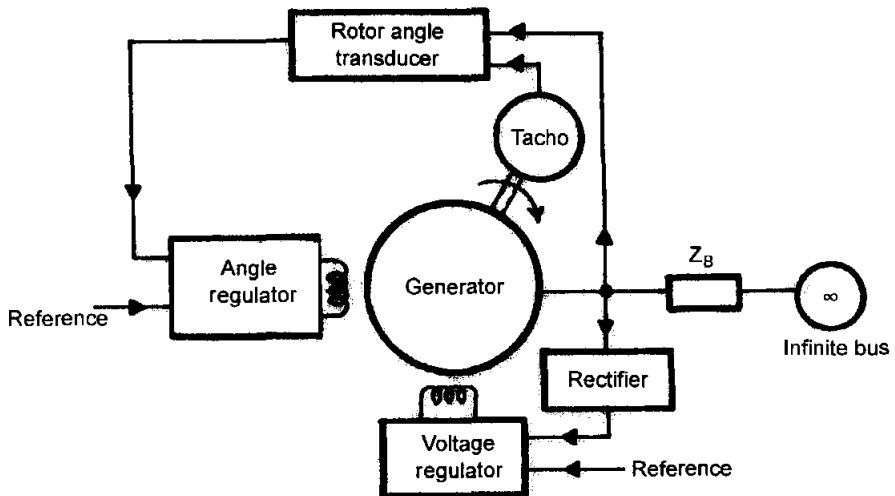 Rotor angle
transducer
Tacho
Angle
regulator
Generator
Z_B
∞
Reference
Infinite bus
Rectifier
Voltage
regulator
Reference